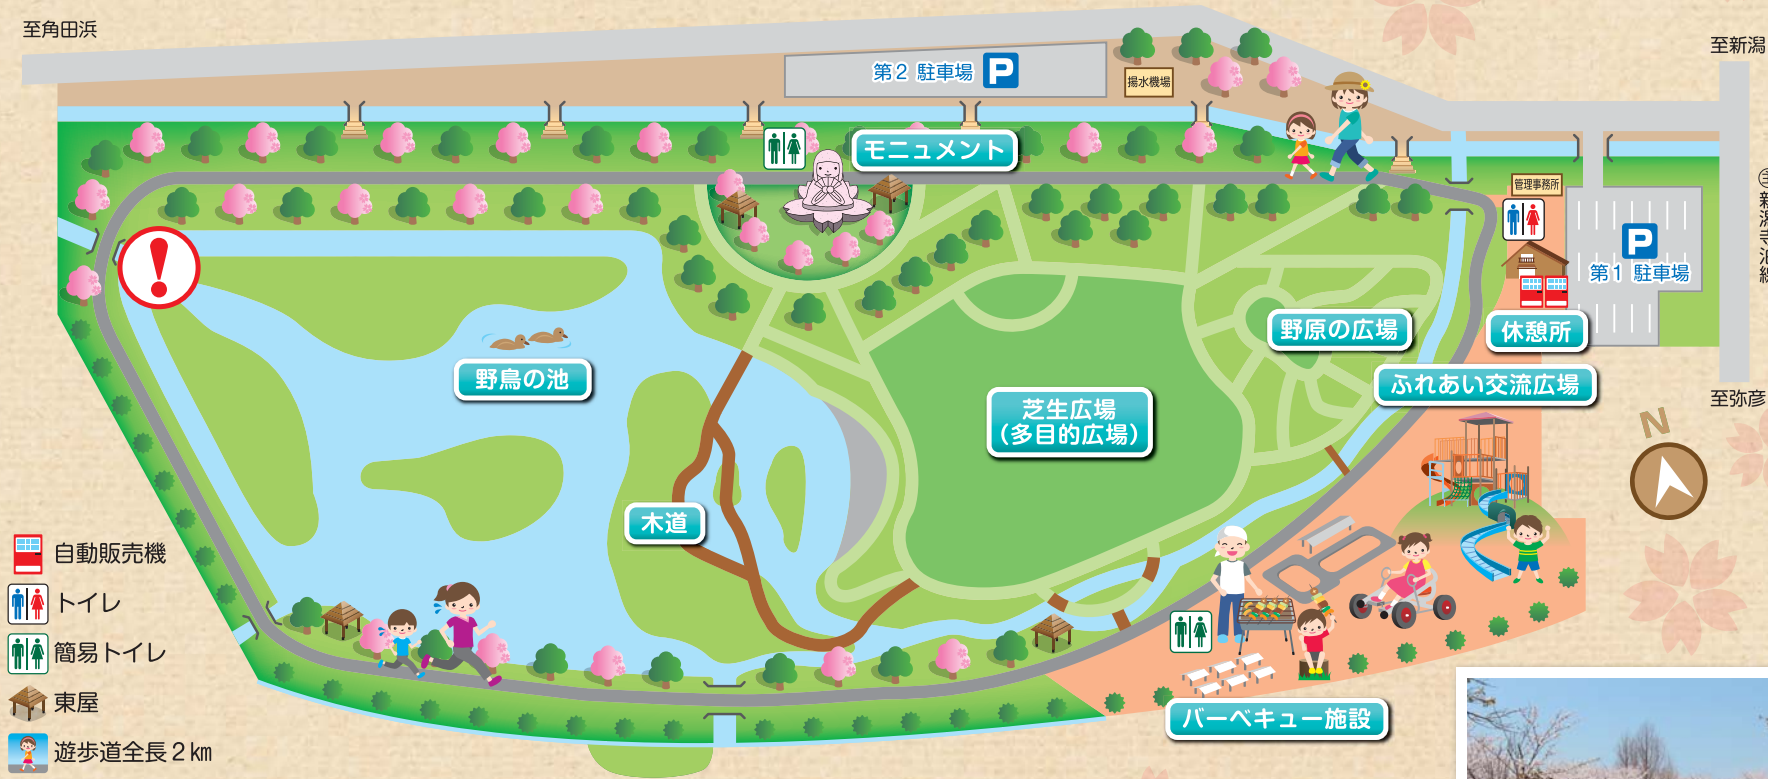 至角田浜
第2 駐車場
P
揚水機場
至新潟
モニュメント
管理事務所
P
第1 駐車場
野原の広場
休憩所
ふれあい交流広場
野鳥の池
芝生広場
(多目的広場)
至弥彦
N
木道
自動販売機
トイレ
簡易トイレ
東屋
遊歩道全長2km
バーベキュー施設